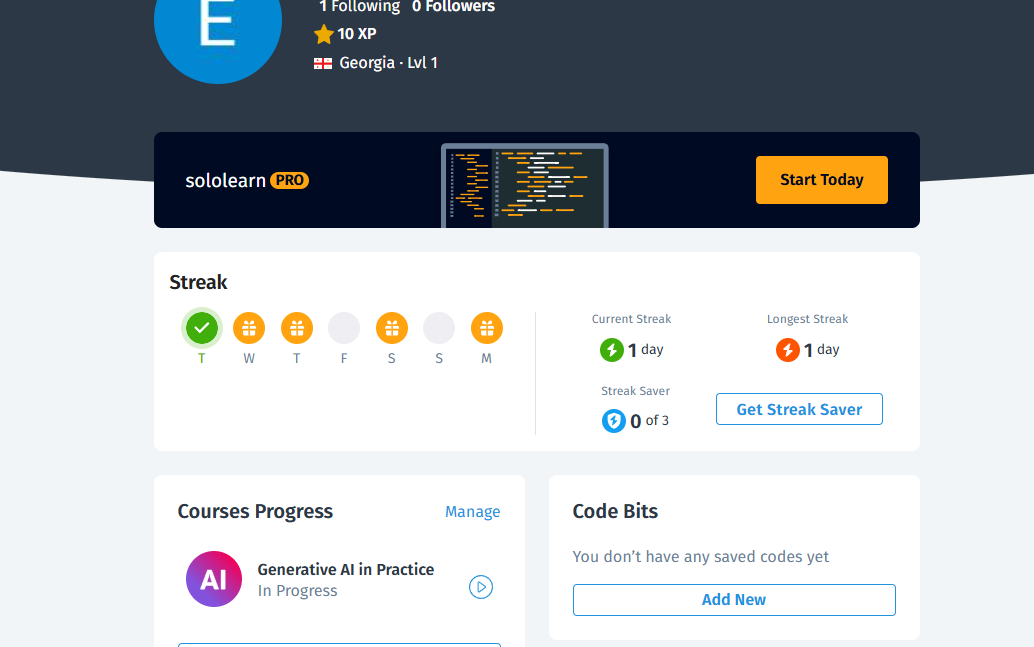 E
1 Following 0 Followers
10 XP
Georgia · Lvl 1
sololearn PRO
Start Today
Streak
T W T F S S M
Current Streak
1 day
Longest Streak
1 day
Streak Saver
0 of 3
Get Streak Saver
Courses Progress
Manage
AI
Generative AI in Practice
In Progress
Code Bits
You don’t have any saved codes yet
Add New